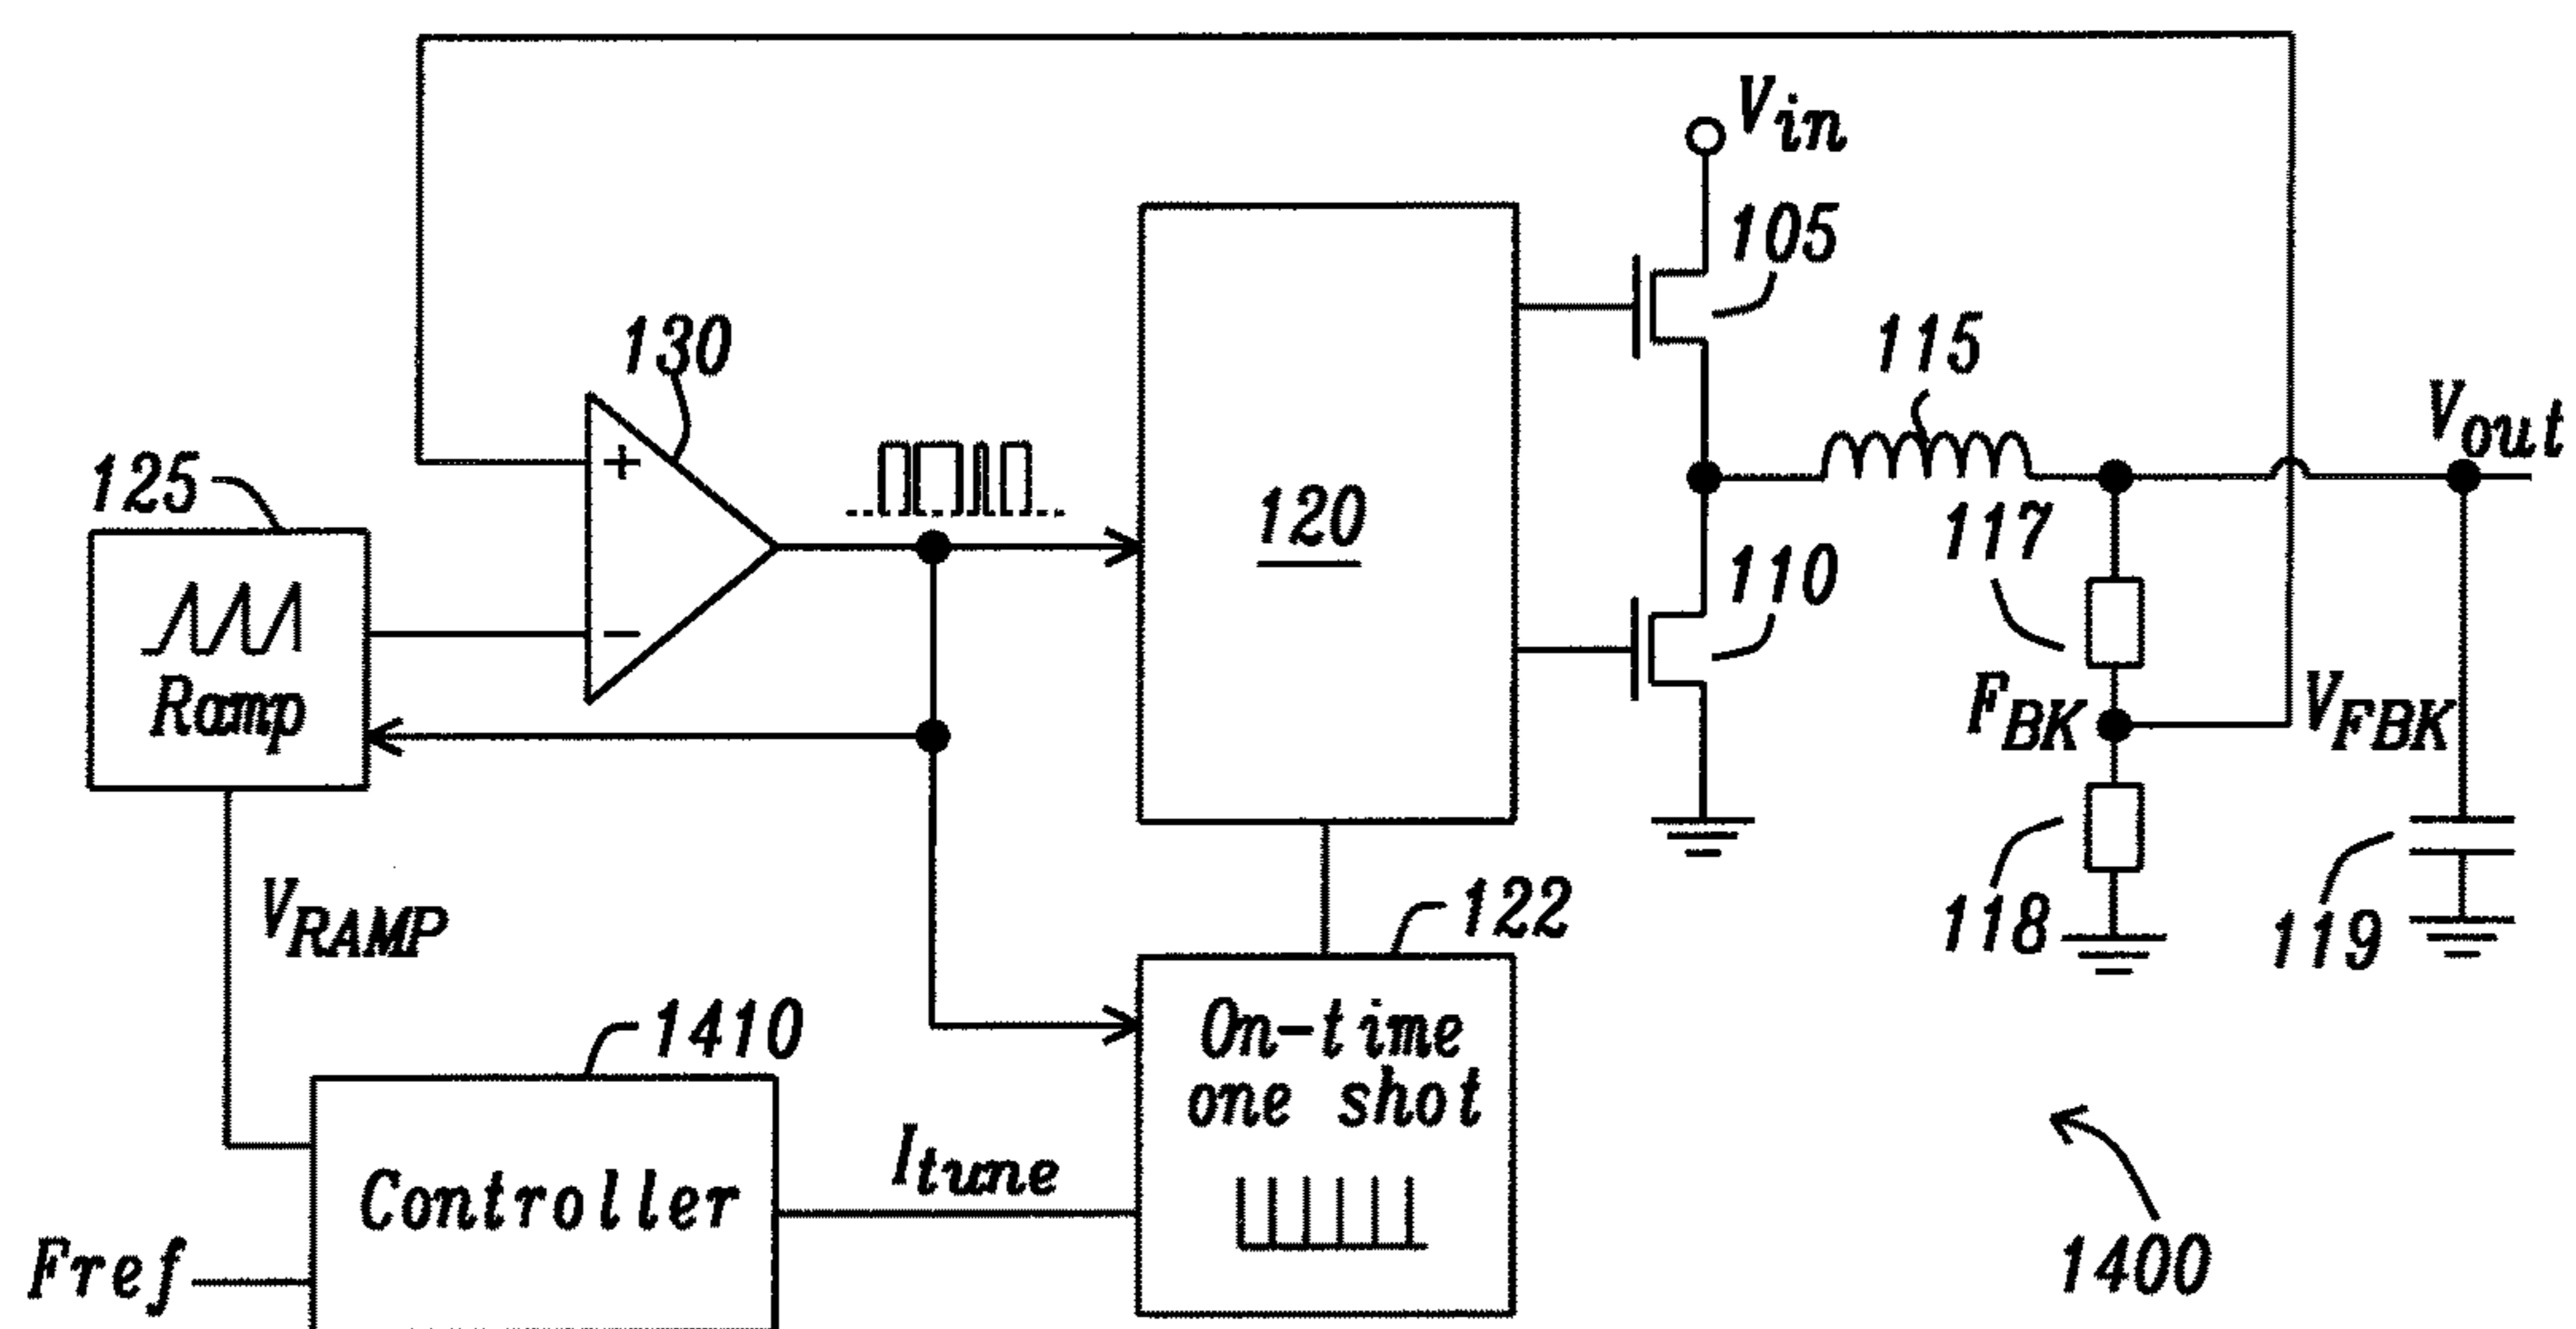 Vin
105
130
115
Vout
125
120
117
110
Ramp
+
−
FBK
VFBK
VRAMP
122
118
119
1410
On-time
one shot
Itune
Controller
Fref
1400